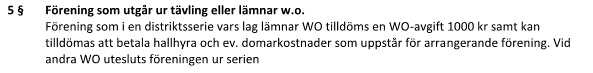 5 § Förening som utgår ur tävling eller lämnar w.o.
Förening som i en distriktsserie vars lag lämnar WO tilldöms en WO-avgift 1000 kr samt kan
tilldömas att betala hallhyra och ev. domarkostnader som uppstår för arrangerande förening. Vid
andra WO utesluts föreningen ur serien